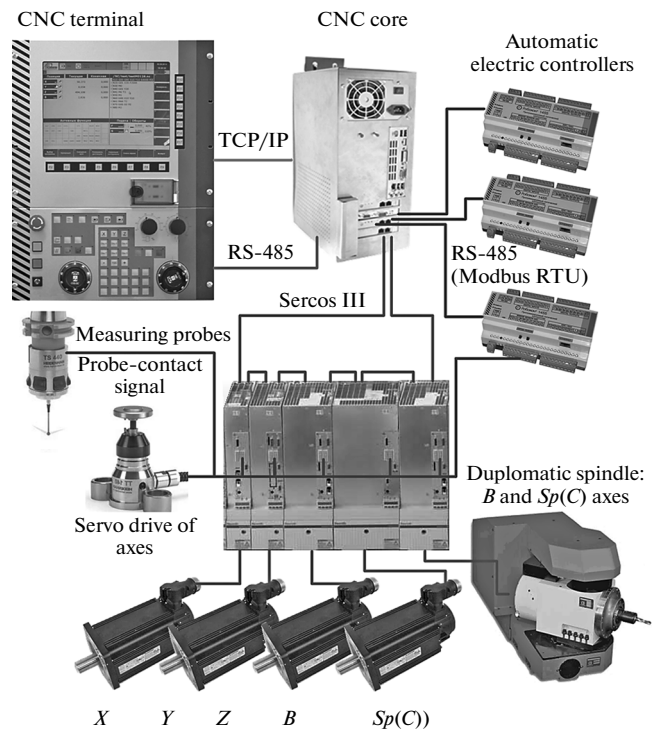 CNC terminal
CNC core
Automatic
electric controllers
TCP/IP
RS-485
RS-485
(Modbus RTU)
Sercos III
Measuring probes
Probe-contact
signal
Servo drive of
axes
Duplomatic spindle:
B and Sp(C) axes
X Y Z B Sp(C))